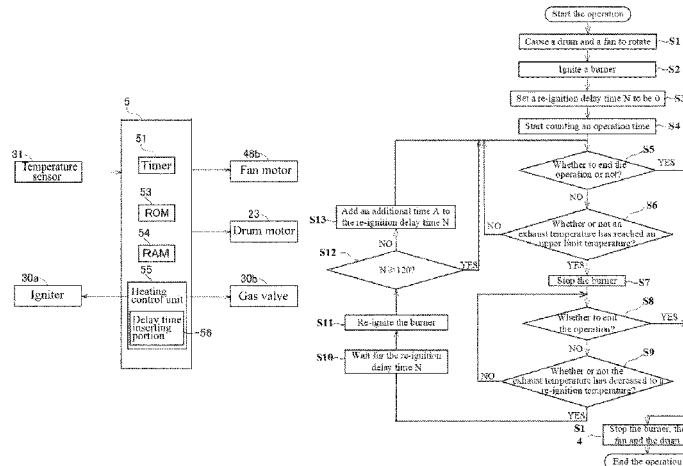 5
31
Temperature
sensor
51
Timer
48b
Fan motor
53
ROM
23
Drum motor
54
RAM
55
30a
Igniter
Heating
control unit
Delay time
inserting
portion
56
30b
Gas valve
Start the operation
Cause a drum and a fan to rotate
S1
Ignite a burner
S2
Set a re-ignition delay time N to be 0
S3
Start counting an operation time
S4
S5
Whether to end the
operation or not?
YES
NO
S6
Whether or not an
exhaust temperature has reached an
upper limit temperature?
NO
YES
Stop the burner
S7
S8
Whether to end
the operation?
YES
NO
S9
Whether or not the
exhaust temperature has decreased to a
re-ignition temperature?
NO
YES
S10
Wait for the re-ignition
delay time N
S11
Re-ignite the burner
S12
YES
NO
S13
Add an additional time A to
the re-ignition delay time N
S1
4
Stop the burner, the
fan and the drum
End the operation